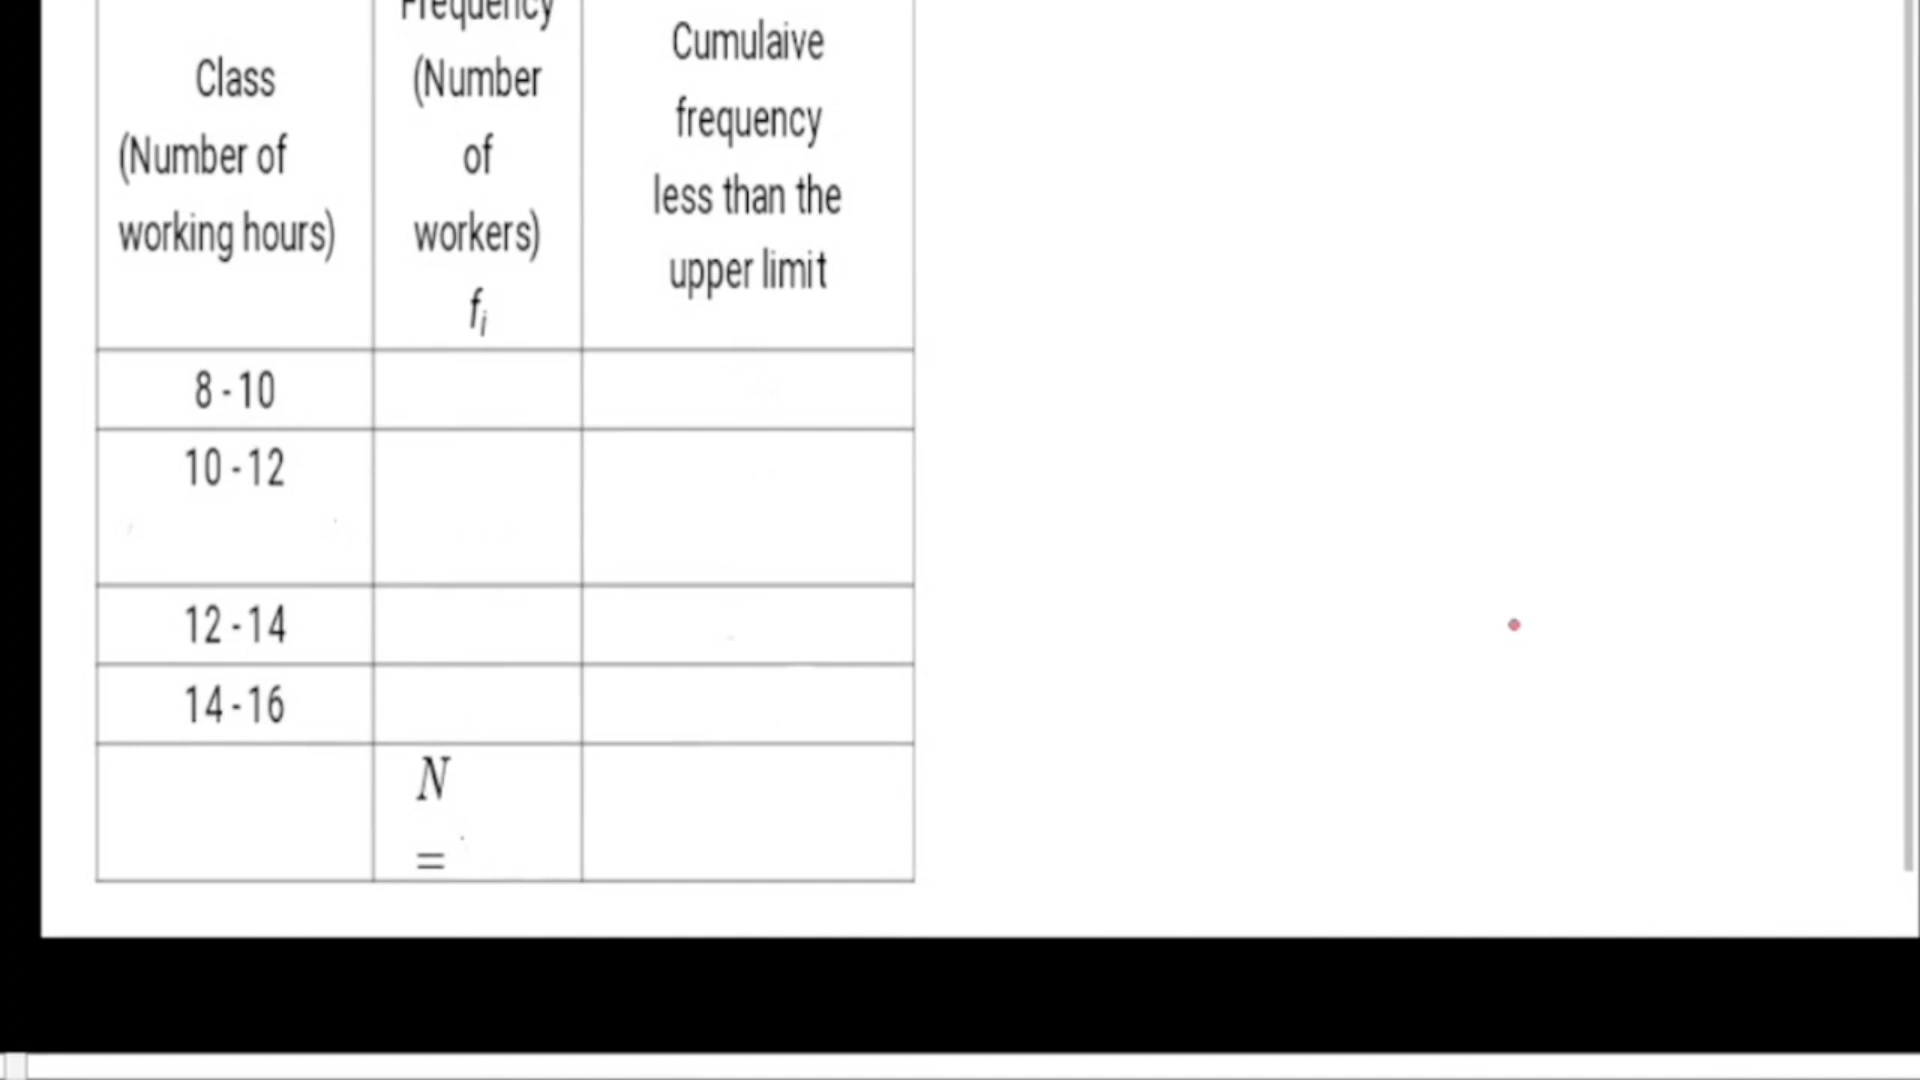 Class
(Number of
working hours)
Frequency
(Number
of
workers)
fi
Cumulaive
frequency
less than the
upper limit
8 - 10
10 - 12
12 - 14
14 - 16
N
=